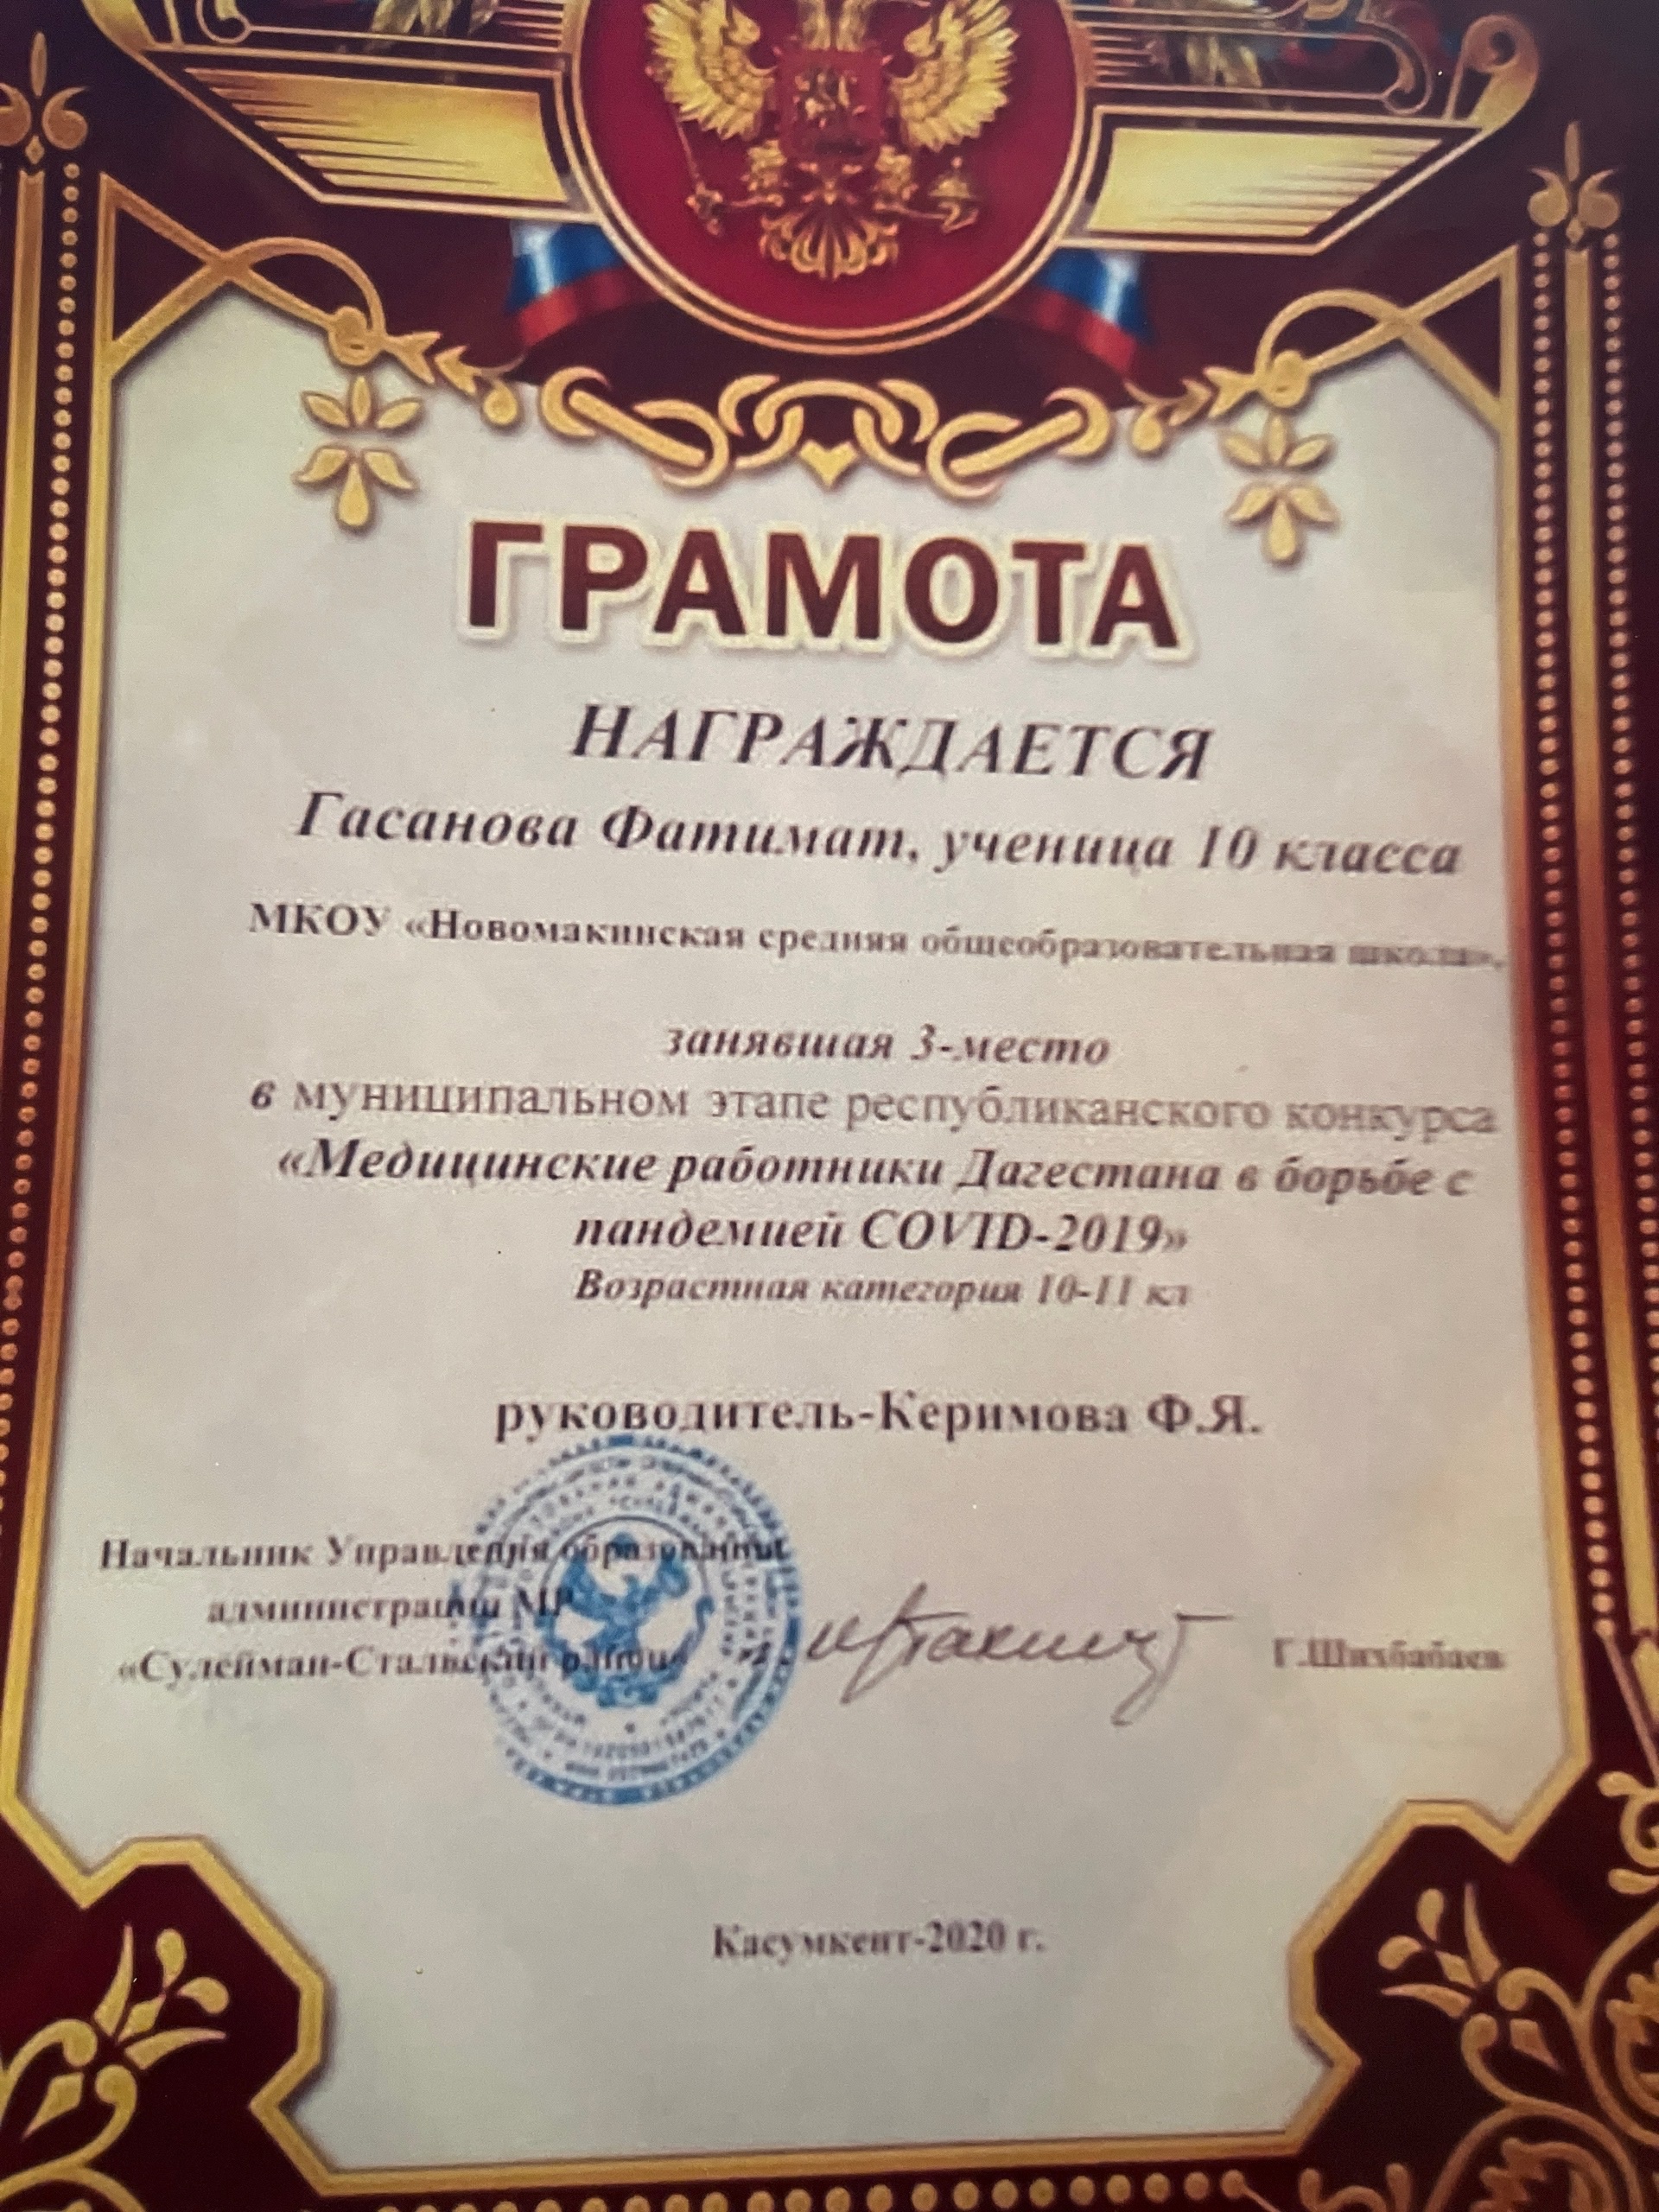 ГРАМОТА
НАГРАЖДАЕТСЯ
Гасанова Фатимат, ученица 10 класса
МКОУ «Новомакинская средняя общеобразовательная школа»,
занявшая 3-место
в муниципальном этапе республиканского конкурса
«Медицинские работники Дагестана в борьбе с
пандемией COVID-2019»
Возрастная категория 10-11 кл
руководитель-Керимова Ф.Я.
Начальник Управления образования
администрации МР
«Сулейман-Стальский район»
Г.Шихбабаев
Касумкент-2020 г.